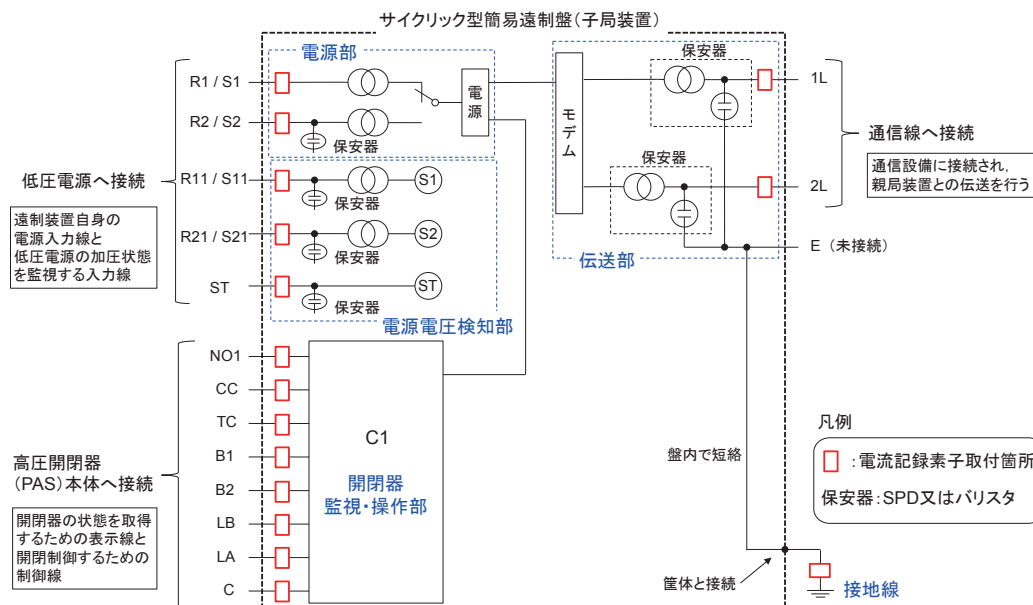 サイクリック型簡易遠制盤(子局装置)
電源部
R1 / S1
R2 / S2
電源
保安器
低圧電源へ接続
遠制装置自身の
電源入力線と
低圧電源の加圧状態
を監視する入力線
R11 / S11
S1
保安器
R21 / S21
S2
保安器
ST
ST
保安器
電源電圧検知部
モデム
保安器
1L
保安器
2L
E (未接続)
伝送部
通信線へ接続
通信設備に接続され,
親局装置との伝送を行う
高圧開閉器
(PAS)本体へ接続
開閉器の状態を取得
するための表示線と
開閉制御するための
制御線
NO1
CC
TC
B1
B2
LB
LA
C
C1
開閉器
監視・操作部
盤内で短絡
筐体と接続
接地線
凡例
:電流記録素子取付箇所
保安器:SPD又はバリスタ